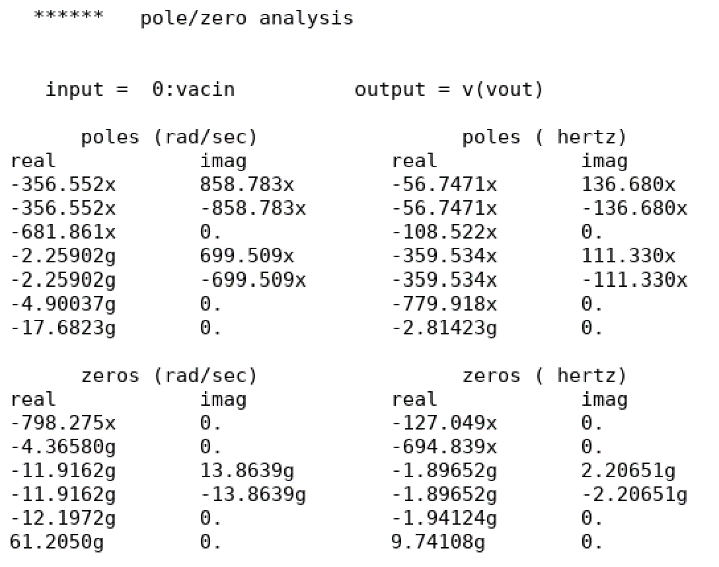 ****** pole/zero analysis
input = 0:vacin output = v(vout)
poles (rad/sec) poles ( hertz)
real imag real imag
-356.552x 858.783x -56.7471x 136.680x
-356.552x -858.783x -56.7471x -136.680x
-681.861x 0. -108.522x 0.
-2.25902g 699.509x -359.534x 111.330x
-2.25902g -699.509x -359.534x -111.330x
-4.90037g 0. -779.918x 0.
-17.6823g 0. -2.81423g 0.
zeros (rad/sec) zeros ( hertz)
real imag real imag
-798.275x 0. -127.049x 0.
-4.36580g 0. -694.839x 0.
-11.9162g 13.8639g -1.89652g 2.20651g
-11.9162g -13.8639g -1.89652g -2.20651g
-12.1972g 0. -1.94124g 0.
61.2050g 0. 9.74108g 0.